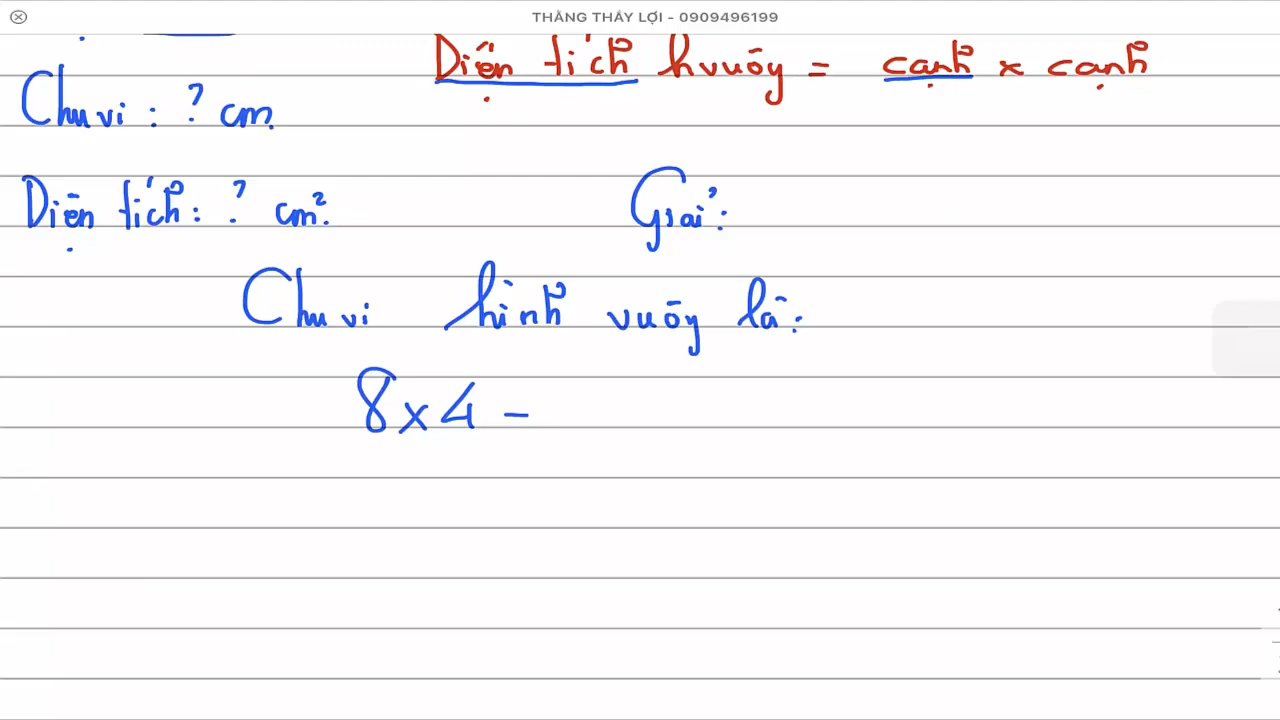 THẰNG THẦY LỢI - 0909496199
Diện tích hvuông = cạnh x cạnh
Chu vi : ? cm.
Diện tích : ? cm².
Giải :
Chu vi hình vuông là :
8 x 4 -